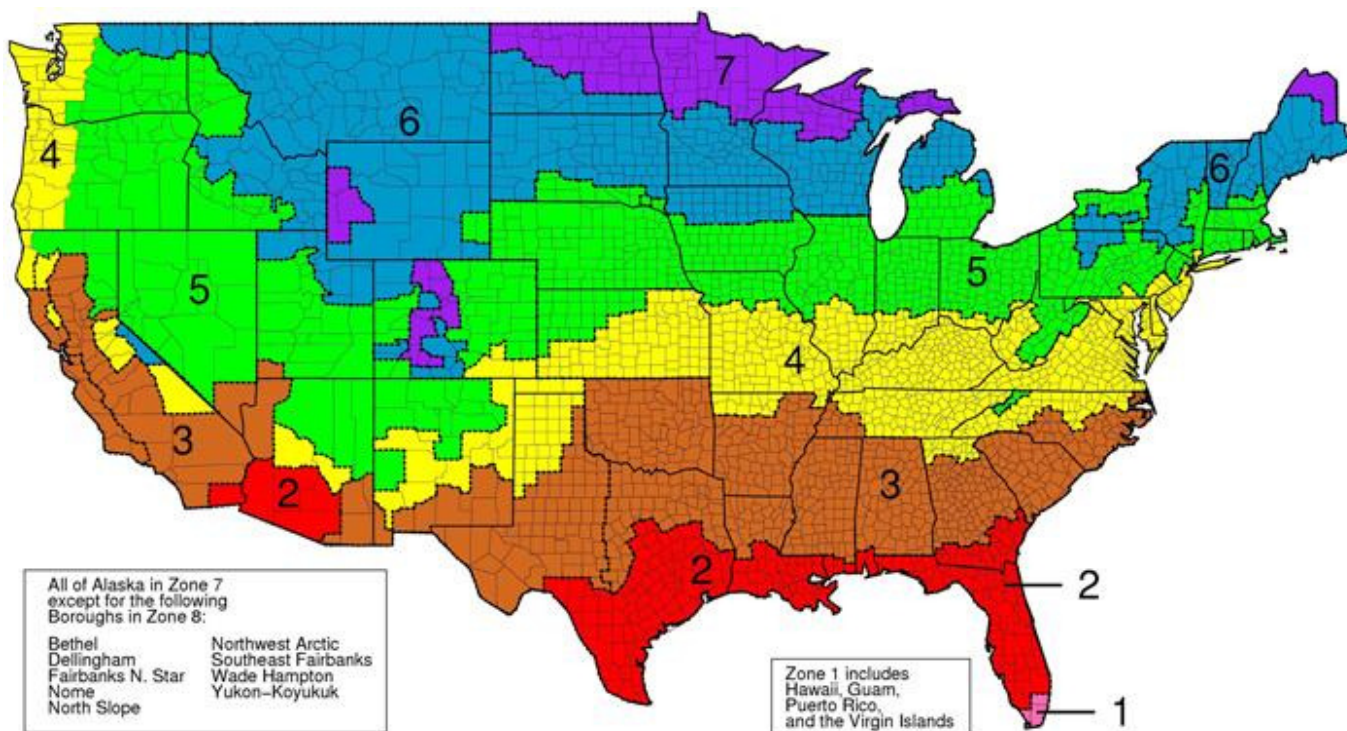 7
6
6
4
5
5
4
3
3
2
2
2
1
All of Alaska in Zone 7
except for the following
Boroughs in Zone 8:
Bethel Northwest Arctic
Dellingham Southeast Fairbanks
Fairbanks N. Star Wade Hampton
Nome Yukon-Koyukuk
North Slope
Zone 1 includes
Hawaii, Guam,
Puerto Rico,
and the Virgin Islands